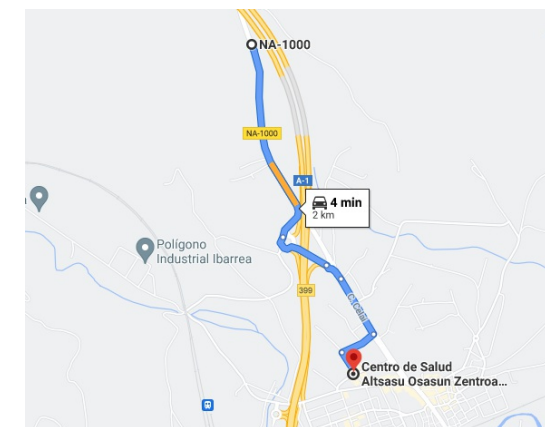 NA-1000
NA-1000
A-1
4 min
2 km
Polígono
Industrial Ibarrea
399
Centro de Salud
Altsasu Osasun Zentroa...